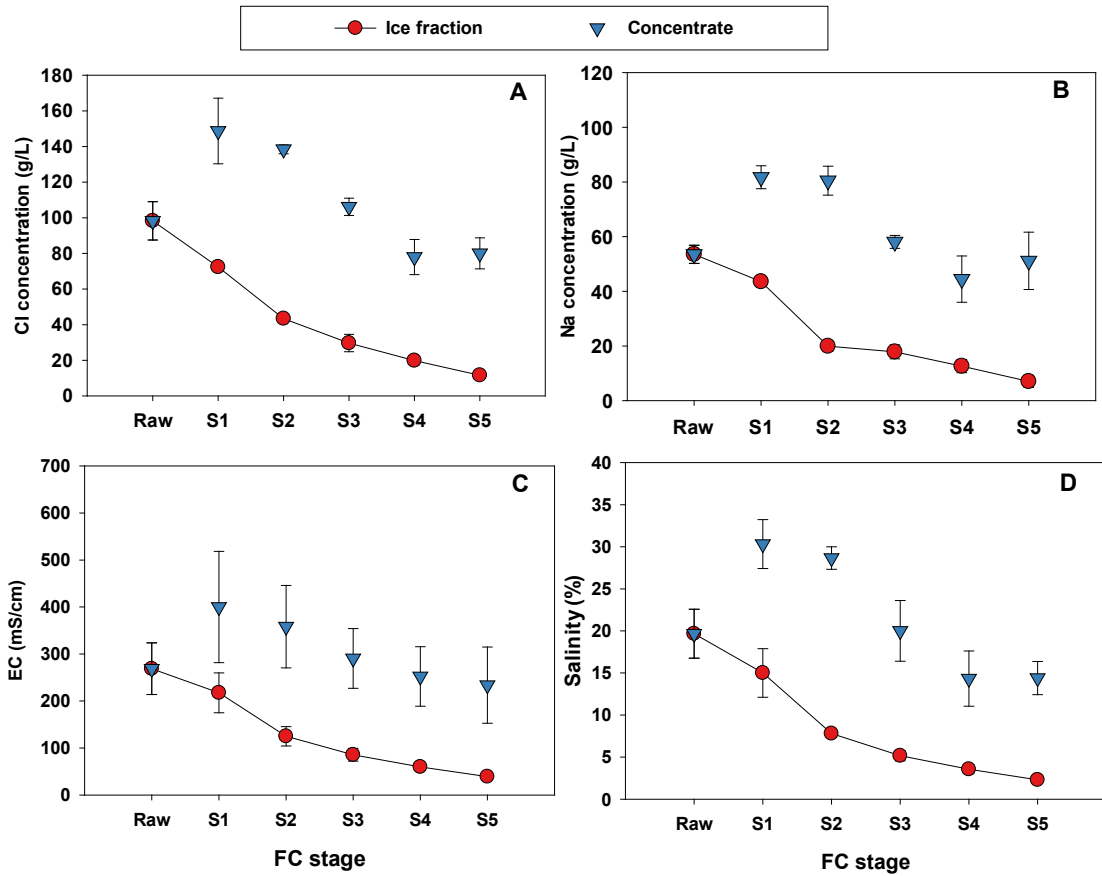 Ice fraction Concentrate
A
Cl concentration (g/L)
180
160
140
120
100
80
60
40
20
0
Raw S1 S2 S3 S4 S5
B
Na concentration (g/L)
120
100
80
60
40
20
0
Raw S1 S2 S3 S4 S5
C
EC (mS/cm)
700
600
500
400
300
200
100
0
Raw S1 S2 S3 S4 S5
FC stage
D
Salinity (%)
40
35
30
25
20
15
10
5
0
Raw S1 S2 S3 S4 S5
FC stage